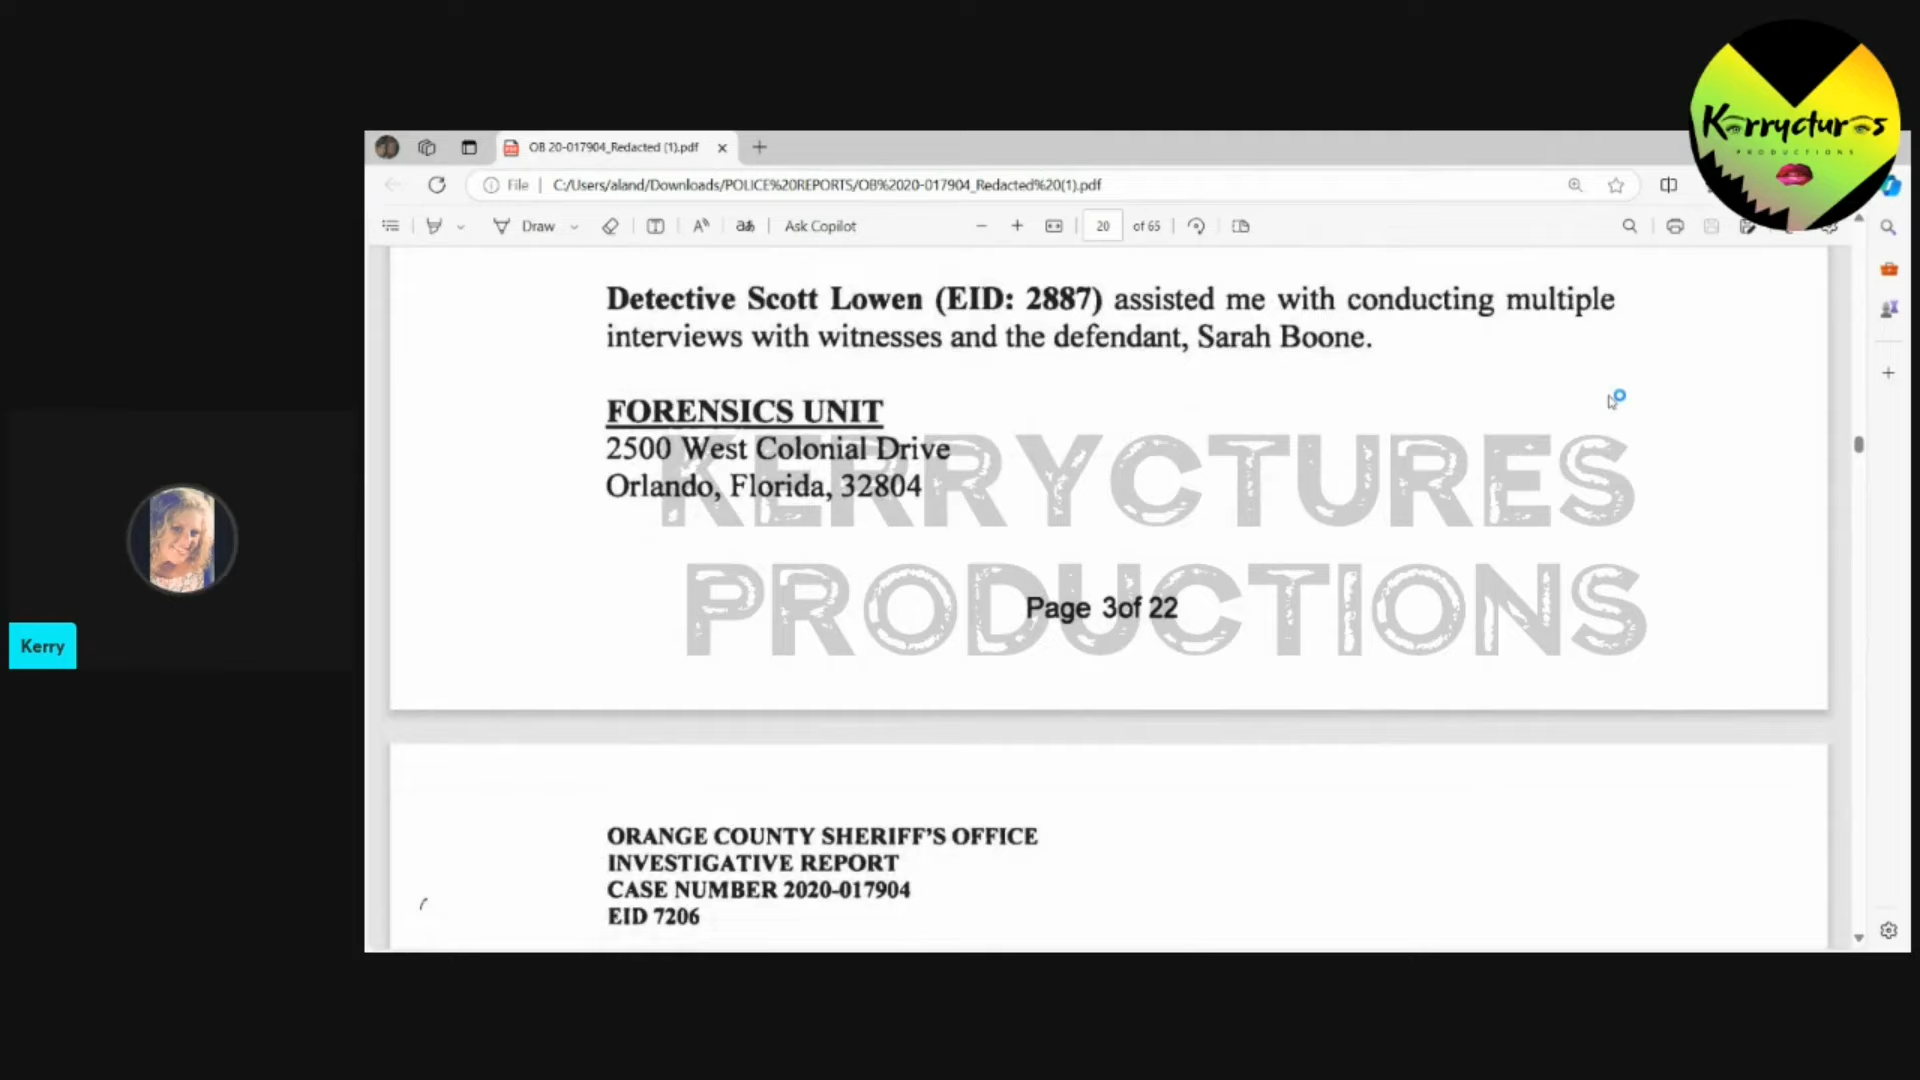 Kerryctures
PRODUCTIONS
OB 20-017904_Redacted (1).pdf
File
C:/Users/aland/Downloads/POLICE%20REPORTS/OB%2020-017904_Redacted%20(1).pdf
Draw
Ask Copilot
20 of 65
Detective Scott Lowen (EID: 2887) assisted me with conducting multiple
interviews with witnesses and the defendant, Sarah Boone.
FORENSICS UNIT
2500 West Colonial Drive
Orlando, Florida, 32804
KERRYCTURES
PRODUCTIONS
Page 3of 22
Kerry
ORANGE COUNTY SHERIFF'S OFFICE
INVESTIGATIVE REPORT
CASE NUMBER 2020-017904
EID 7206